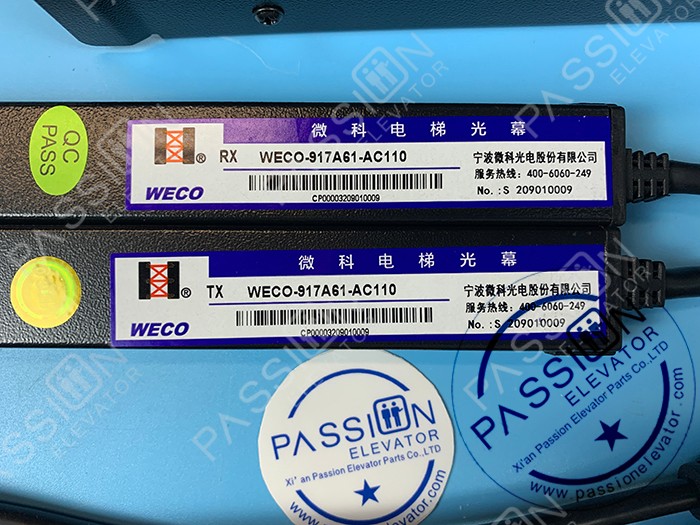 QC
PASS
微科电梯光幕
WECO
®
RX WECO-917A61-AC110
CP00003209010009
宁波微科光电股份有限公司
服务热线: 400-6060-249
No.: S 209010009
微科电梯光幕
WECO
®
TX WECO-917A61-AC110
CP00003209010009
宁波微科光电股份有限公司
服务热线: 400-6060-249
No.: S 209010009
PASSION
ELEVATOR
Xi'an Passion Elevator Parts Co.,LTD
PASSION
ELEVATOR
Xi'an Passion Elevator Parts Co.,LTD
www.passionelevator.com
PASSION
ELEVATOR